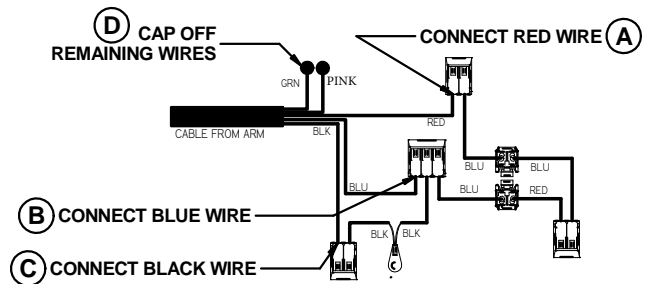 D CAP OFF
REMAINING WIRES
CONNECT RED WIRE A
GRN
PINK
CABLE FROM ARM
BLK
RED
BLU
BLU
BLU
BLU
RED
B CONNECT BLUE WIRE
BLK
BLK
C CONNECT BLACK WIRE